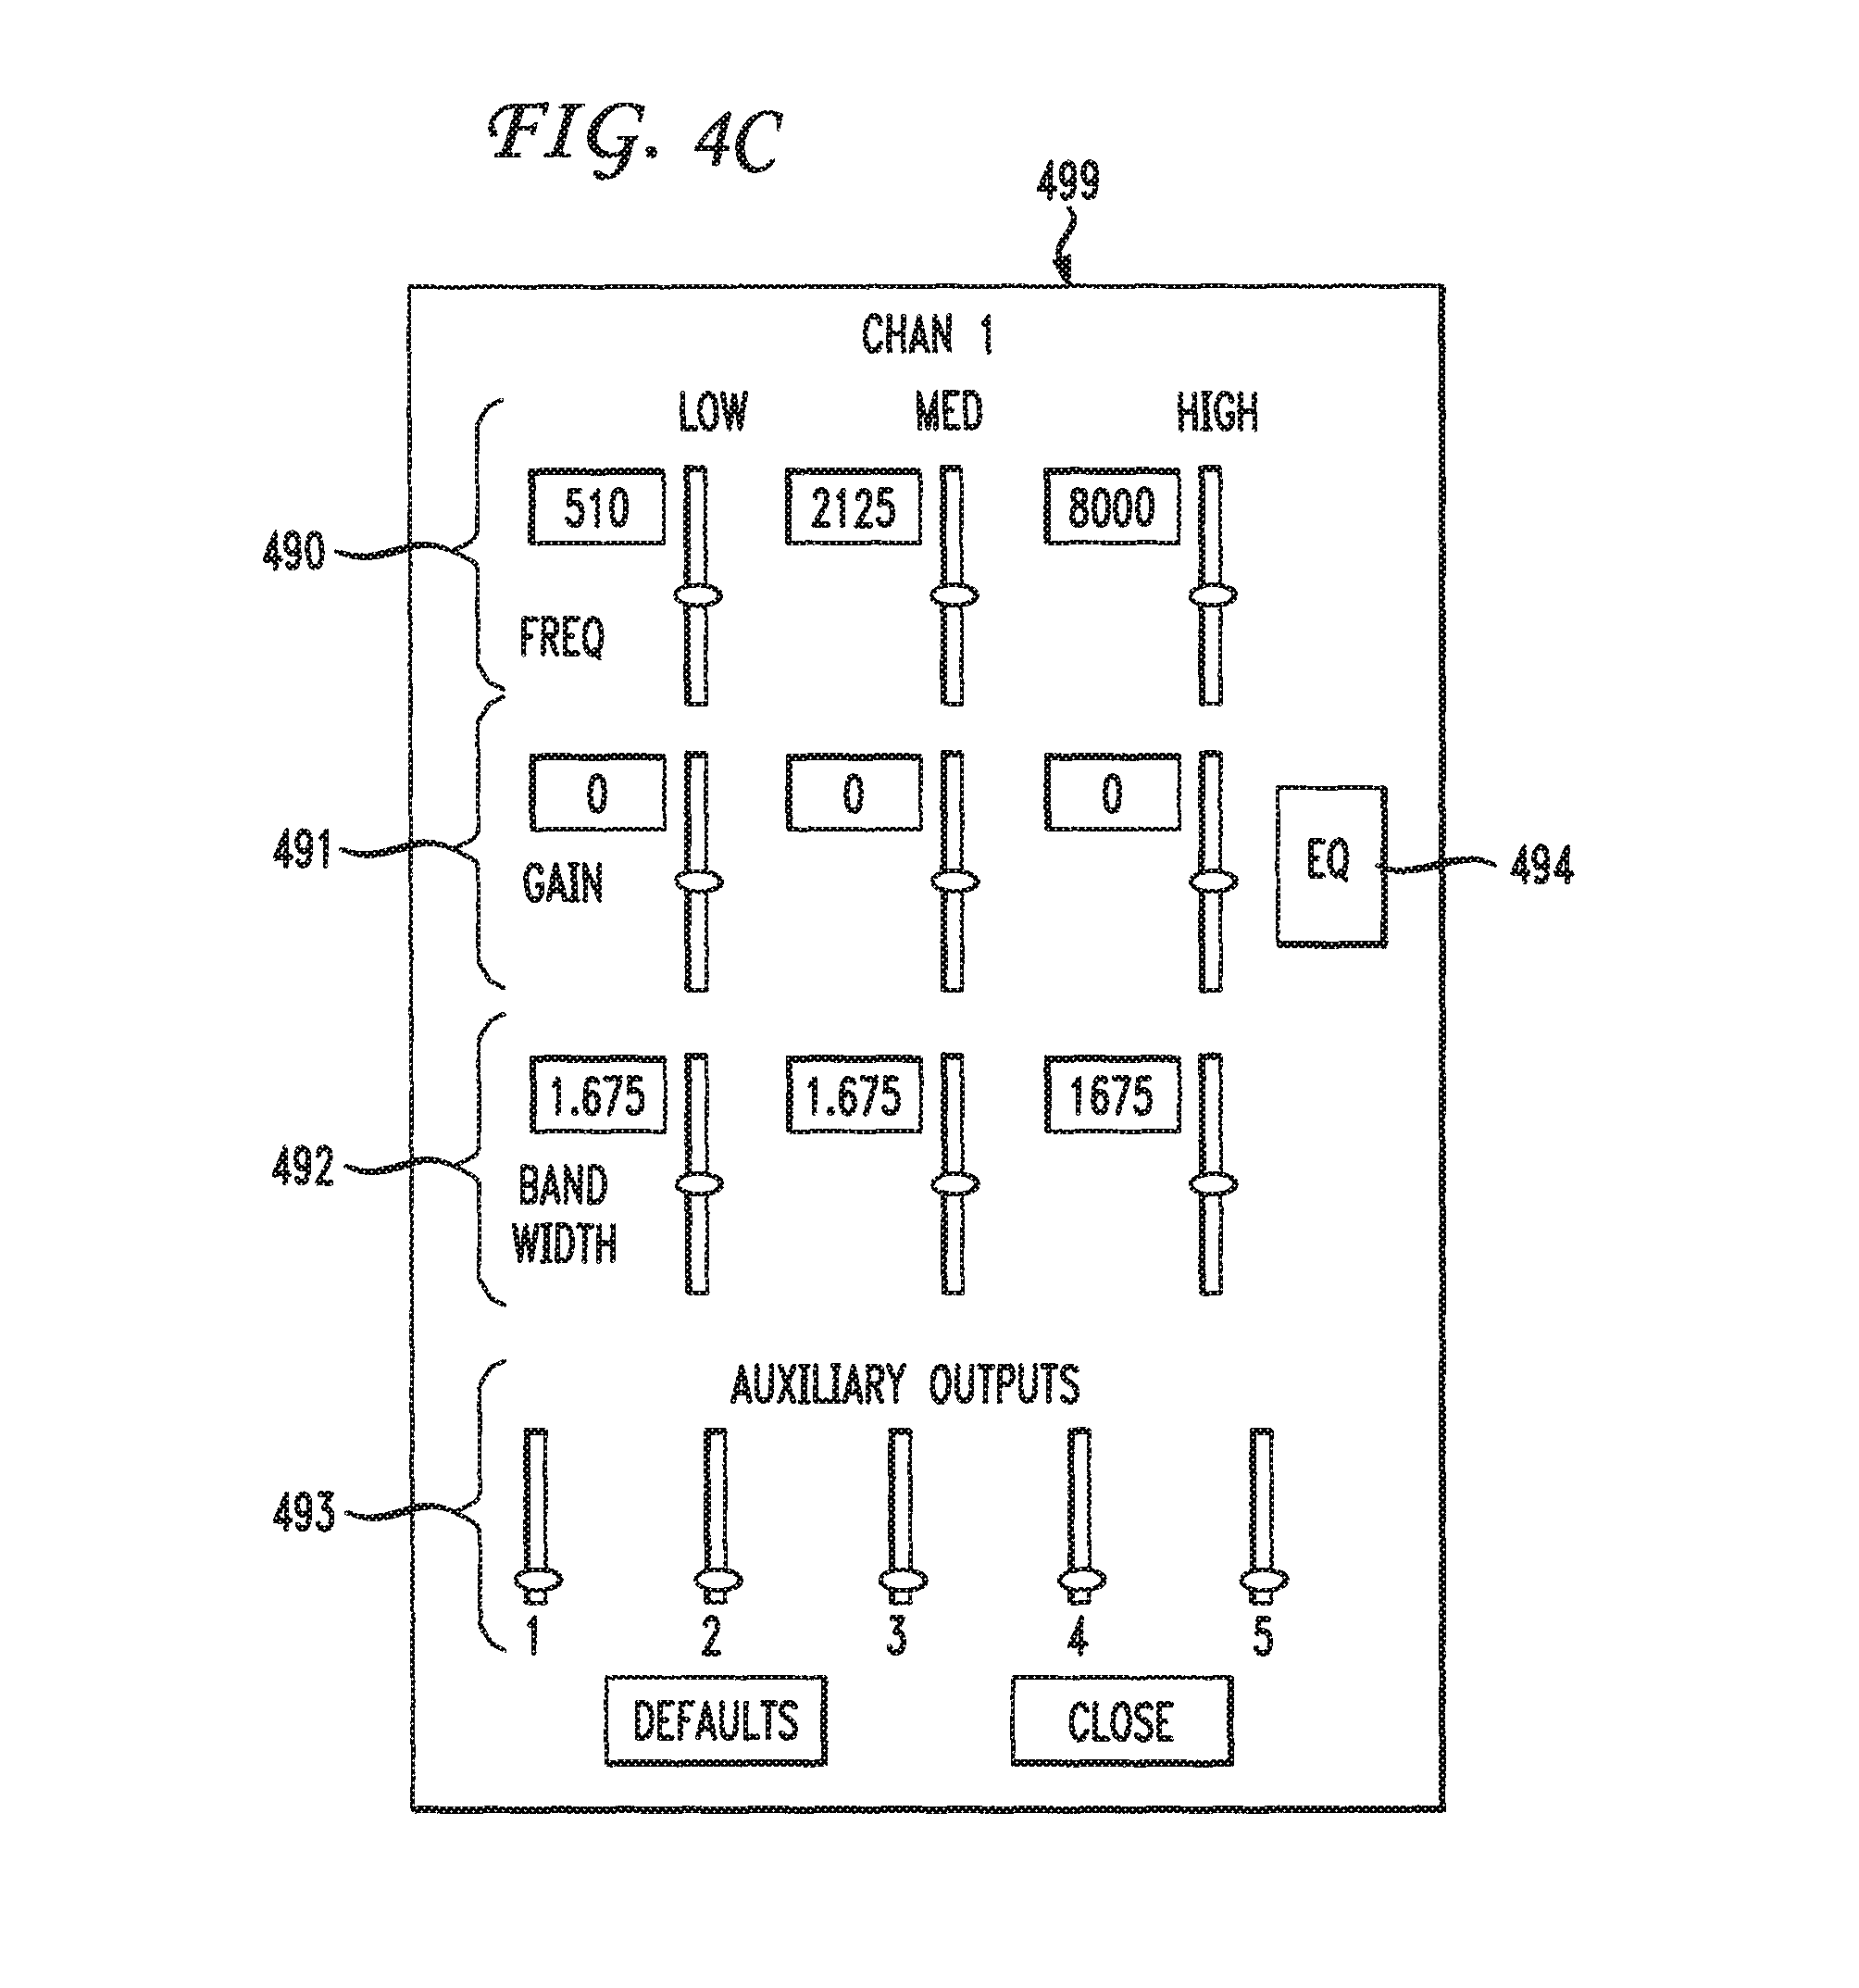 FIG. 4C
499
CHAN 1
LOW MED HIGH
510 2125 8000
490
FREQ
0 0 0
491
GAIN
EQ
494
1.675 1.675 1675
492
BAND
WIDTH
AUXILIARY OUTPUTS
493
1 2 3 4 5
DEFAULTS CLOSE